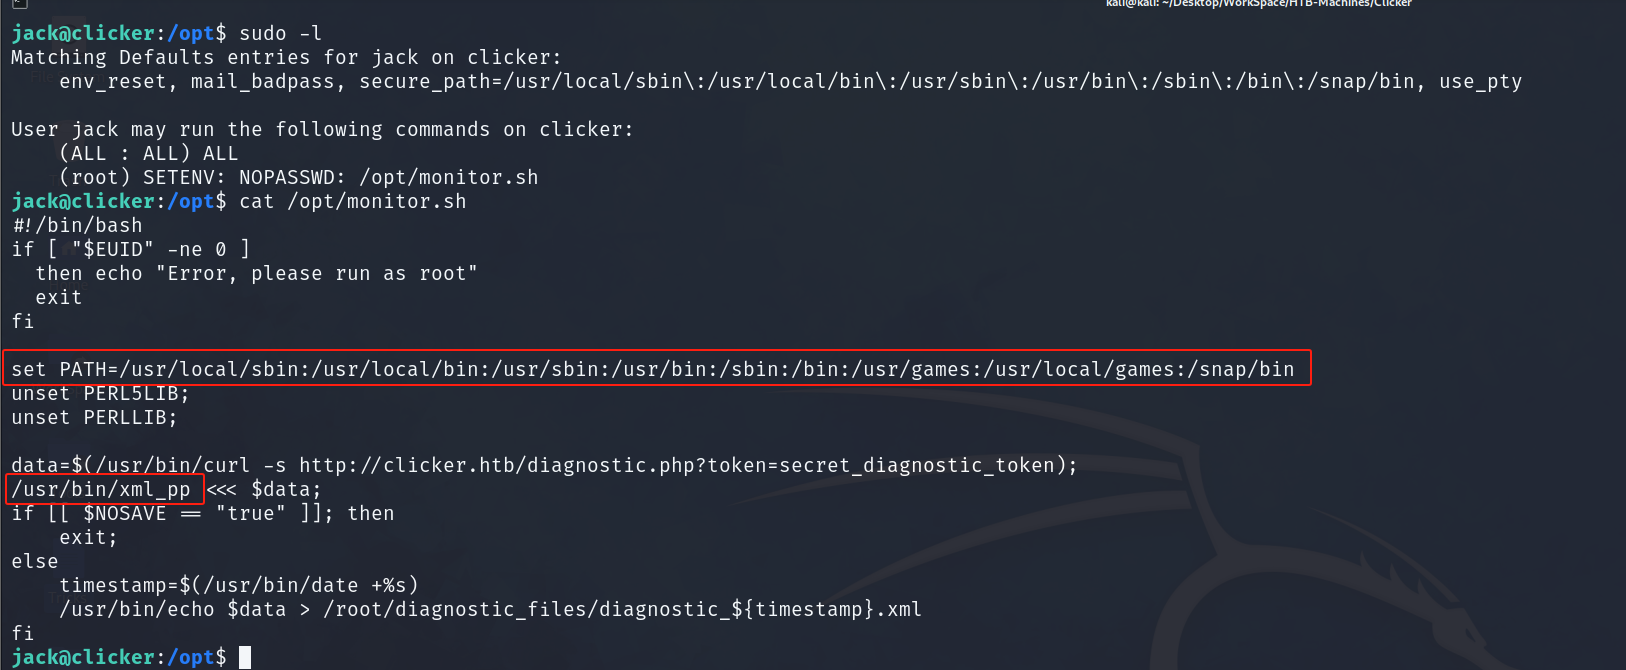 kali@kali: ~/Desktop/WorkSpace/HTB-Machines/Clicker
jack@clicker:/opt$ sudo -l
Matching Defaults entries for jack on clicker:
    env_reset, mail_badpass, secure_path=/usr/local/sbin\:/usr/local/bin\:/usr/sbin\:/usr/bin\:/sbin\:/bin\:/snap/bin, use_pty
User jack may run the following commands on clicker:
    (ALL : ALL) ALL
    (root) SETENV: NOPASSWD: /opt/monitor.sh
jack@clicker:/opt$ cat /opt/monitor.sh
#!/bin/bash
if [ "$EUID" -ne 0 ]
  then echo "Error, please run as root"
  exit
fi
set PATH=/usr/local/sbin:/usr/local/bin:/usr/sbin:/usr/bin:/sbin:/bin:/usr/games:/usr/local/games:/snap/bin
unset PERL5LIB;
unset PERLLIB;
data=$(/usr/bin/curl -s http://clicker.htb/diagnostic.php?token=secret_diagnostic_token);
/usr/bin/xml_pp <<< $data;
if [[ $NOSAVE == "true" ]]; then
    exit;
else
    timestamp=$(/usr/bin/date +%s)
    /usr/bin/echo $data > /root/diagnostic_files/diagnostic_${timestamp}.xml
fi
jack@clicker:/opt$